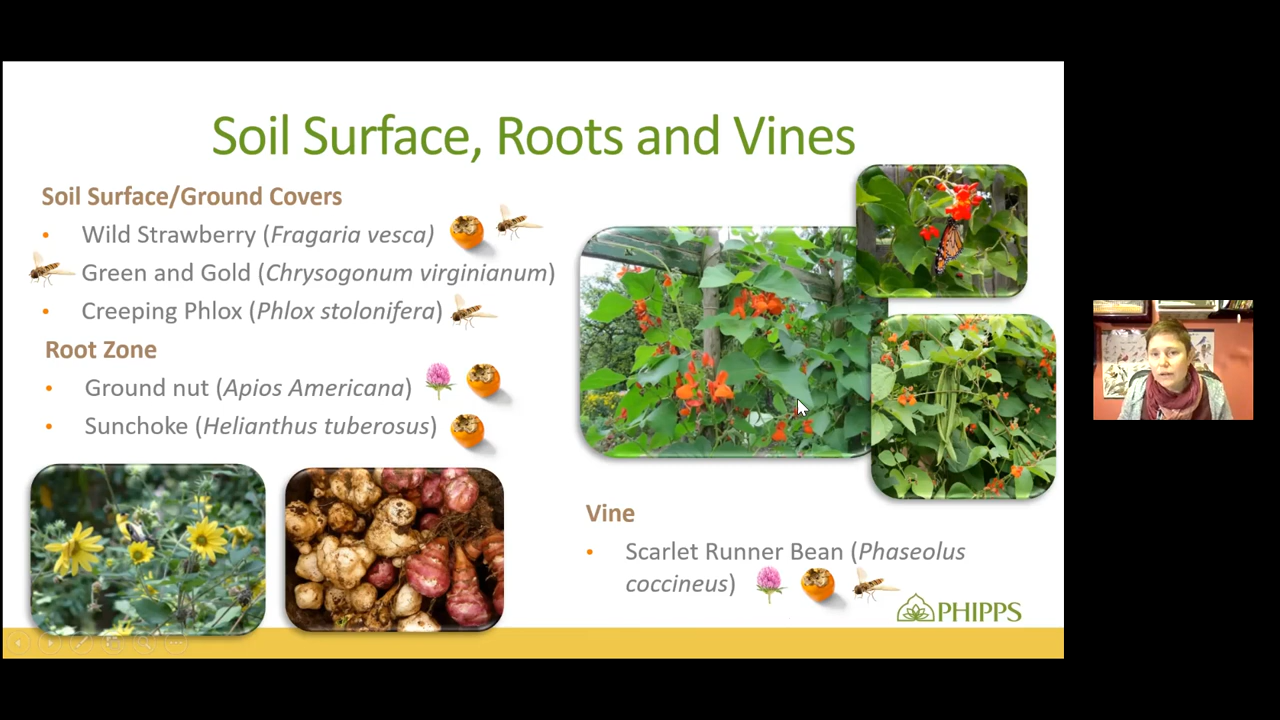 Soil Surface, Roots and Vines
Soil Surface/Ground Covers
• Wild Strawberry (Fragaria vesca)
Green and Gold (Chrysogonum virginianum)
• Creeping Phlox (Phlox stolonifera)
Root Zone
• Ground nut (Apios Americana)
• Sunchoke (Helianthus tuberosus)
Vine
• Scarlet Runner Bean (Phaseolus
coccineus)
PHIPPS